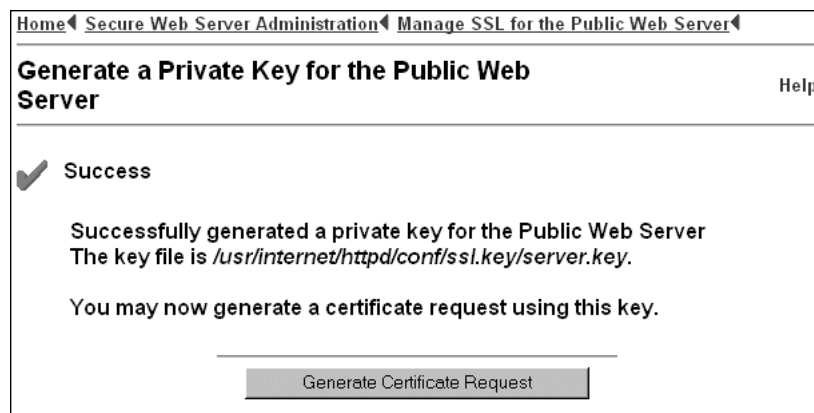 Home Secure Web Server Administration Manage SSL for the Public Web Server
Generate a Private Key for the Public Web
Server
Help
Success
Successfully generated a private key for the Public Web Server
The key file is /usr/internet/httpd/conf/ssl.key/server.key.
You may now generate a certificate request using this key.
Generate Certificate Request